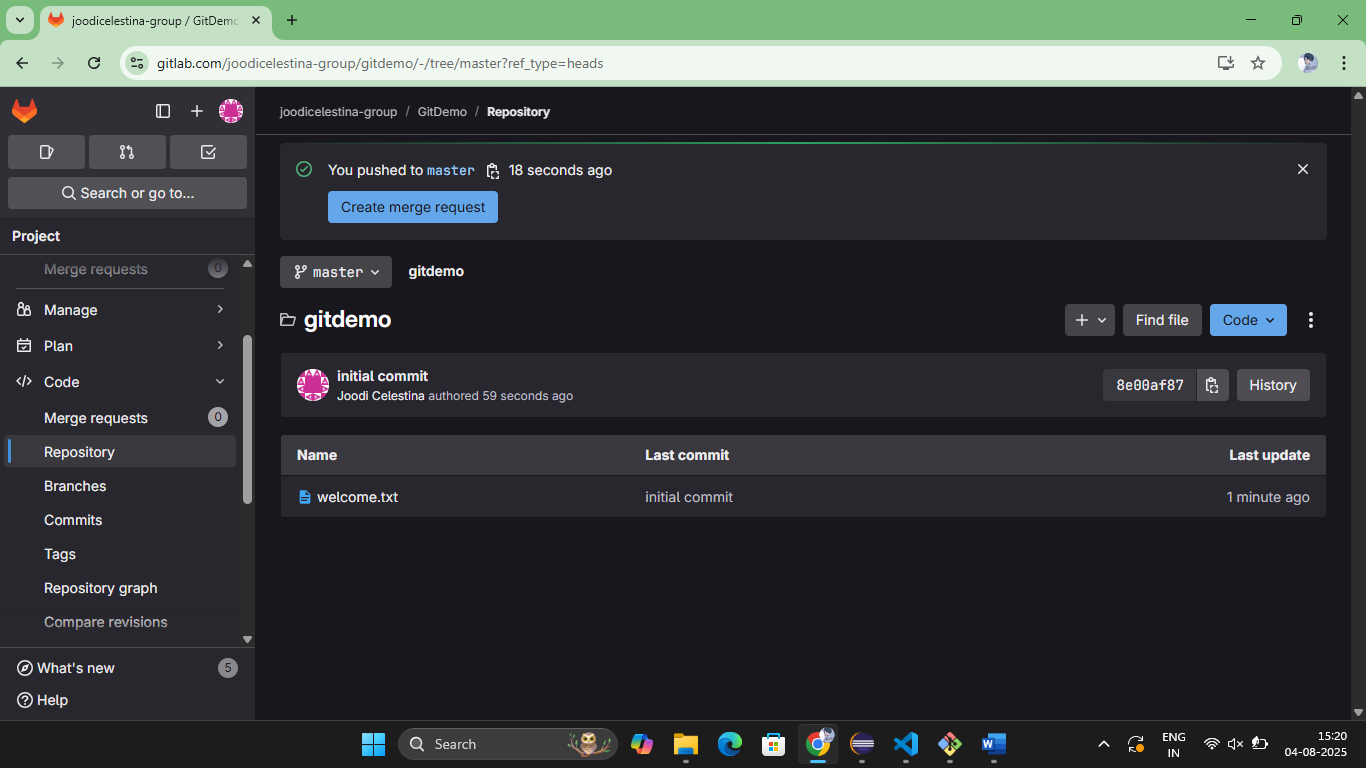 joodicelestina-group / GitDemo
gitlab.com/joodicelestina-group/gitdemo/-/tree/master?ref_type=heads
joodicelestina-group / GitDemo / Repository
Search or go to...
Project
Merge requests 0
Manage
Plan
Code
Merge requests 0
Repository
Branches
Commits
Tags
Repository graph
Compare revisions
What's new 5
Help
You pushed to master 18 seconds ago
Create merge request
master gitdemo
gitdemo
Find file
Code
initial commit
Joodi Celestina authored 59 seconds ago
8e00af87
History
Name Last commit Last update
welcome.txt initial commit 1 minute ago
Search
ENG
IN
15:20
04-08-2025